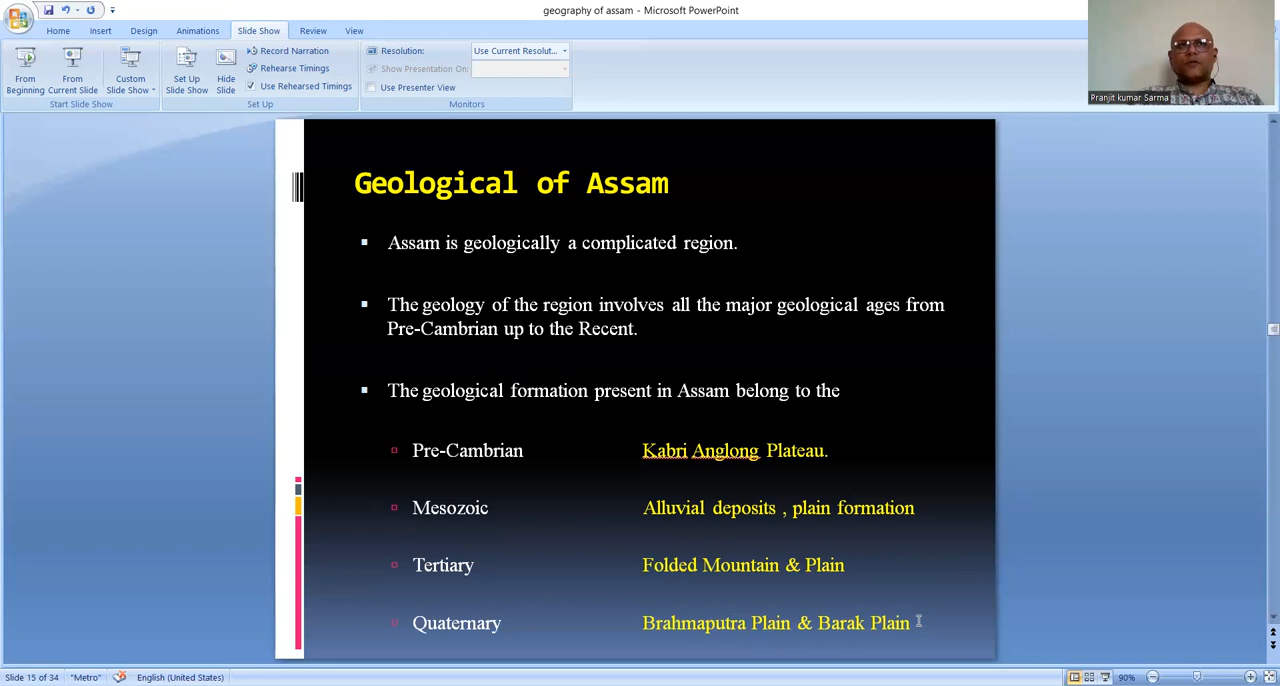 geography of assam - Microsoft PowerPoint
Home Insert Design Animations Slide Show Review View
From Beginning
From Current Slide
Custom Slide Show
Start Slide Show
Set Up Slide Show
Hide Slide
Record Narration
Rehearse Timings
Use Rehearsed Timings
Set Up
Resolution: Use Current Resolut...
Show Presentation On:
Use Presenter View
Monitors
Pranjit kumar Sarma
Geological of Assam
Assam is geologically a complicated region.
The geology of the region involves all the major geological ages from
Pre-Cambrian up to the Recent.
The geological formation present in Assam belong to the
Pre-Cambrian Kabri Anglong Plateau.
Mesozoic Alluvial deposits , plain formation
Tertiary Folded Mountain & Plain
Quaternary Brahmaputra Plain & Barak Plain
Slide 15 of 34 "Metro" English (United States) 90%